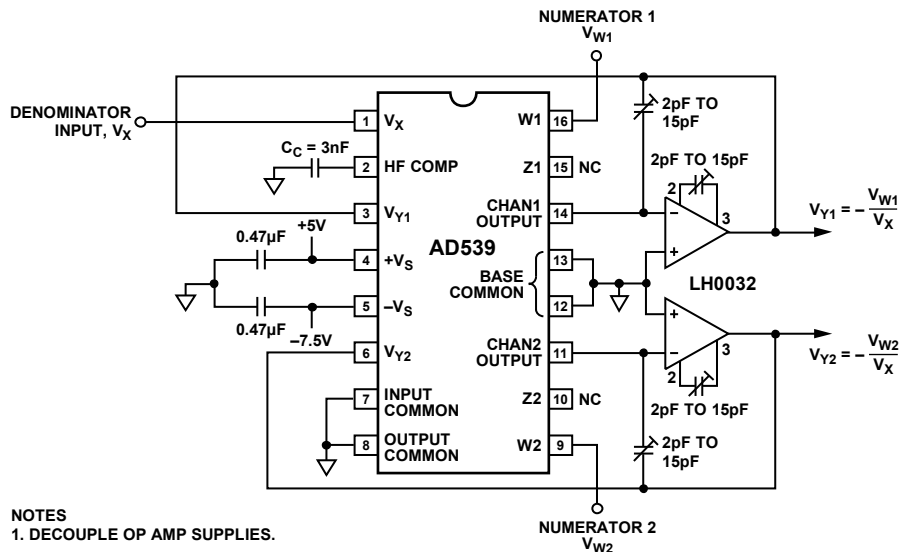 NUMERATOR 1
VW1
DENOMINATOR
INPUT, VX
1
VX
W1
16
2pF TO
15pF
CC = 3nF
2
HF COMP
Z1
15
NC
2pF TO 15pF
2
3
VY1
CHAN1
OUTPUT
14
–
3
VY1 = – VW1
VX
+
0.47µF
+5V
4
+VS
AD539
BASE
COMMON
13
LH0032
5
–VS
12
+
0.47µF
–7.5V
6
VY2
CHAN2
OUTPUT
11
–
3
VY2 = – VW2
VX
2
7
INPUT
COMMON
Z2
10
NC
2pF TO 15pF
8
OUTPUT
COMMON
W2
9
2pF TO
15pF
NOTES
1. DECOUPLE OP AMP SUPPLIES.
NUMERATOR 2
VW2